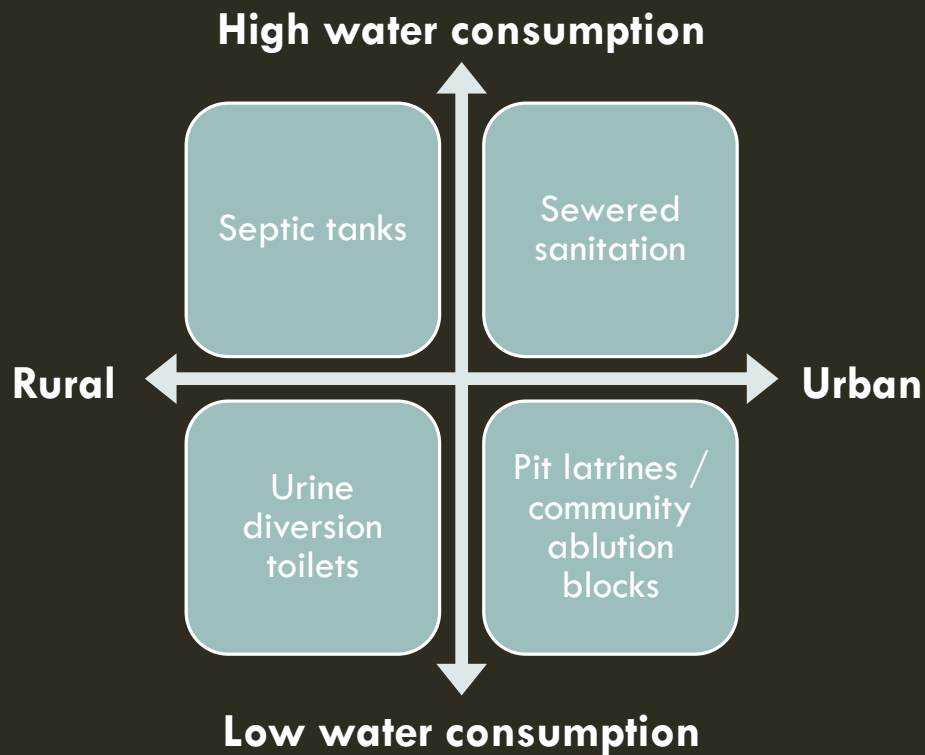 High water consumption
Septic tanks
Sewered
sanitation
Rural
Urban
Urine
diversion
toilets
Pit latrines /
community
ablution
blocks
Low water consumption